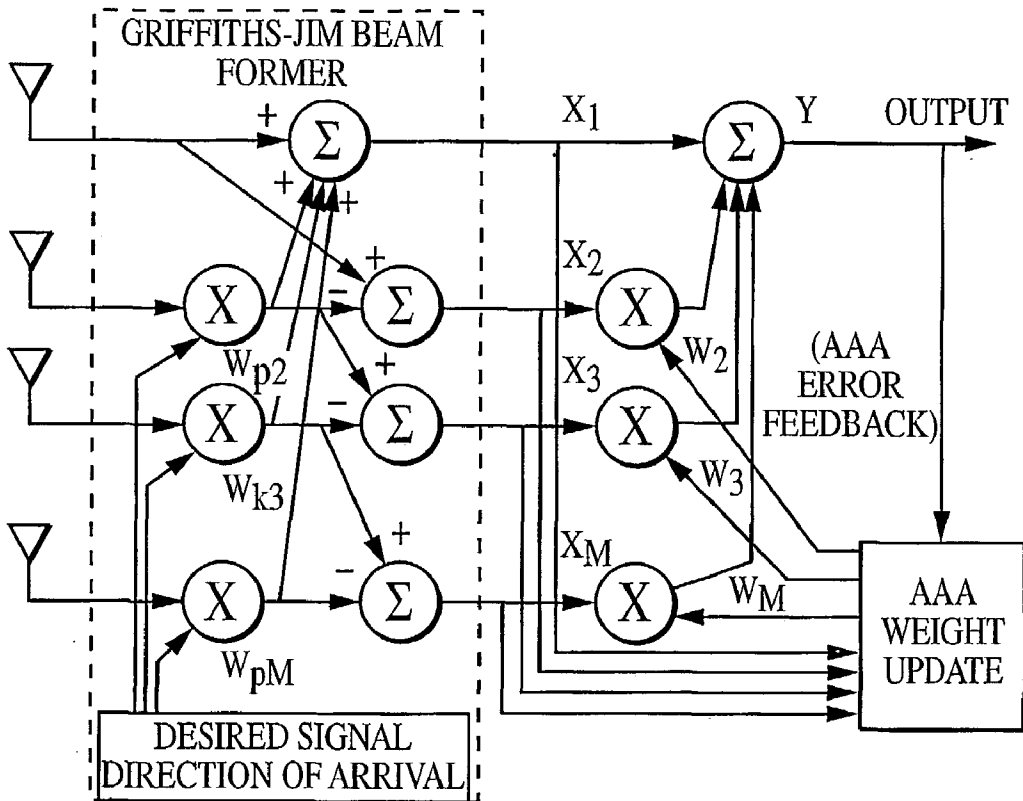 GRIFFITHS-JIM BEAM
FORMER
+
Σ
X1
Σ
Y
OUTPUT
+
+
+
X
−
Σ
X2
X
Wp2
+
W2
(AAA
ERROR
FEEDBACK)
X
−
Σ
X3
X
Wk3
W3
+
X
−
Σ
XM
X
WM
WpM
AAA
WEIGHT
UPDATE
DESIRED SIGNAL
DIRECTION OF ARRIVAL